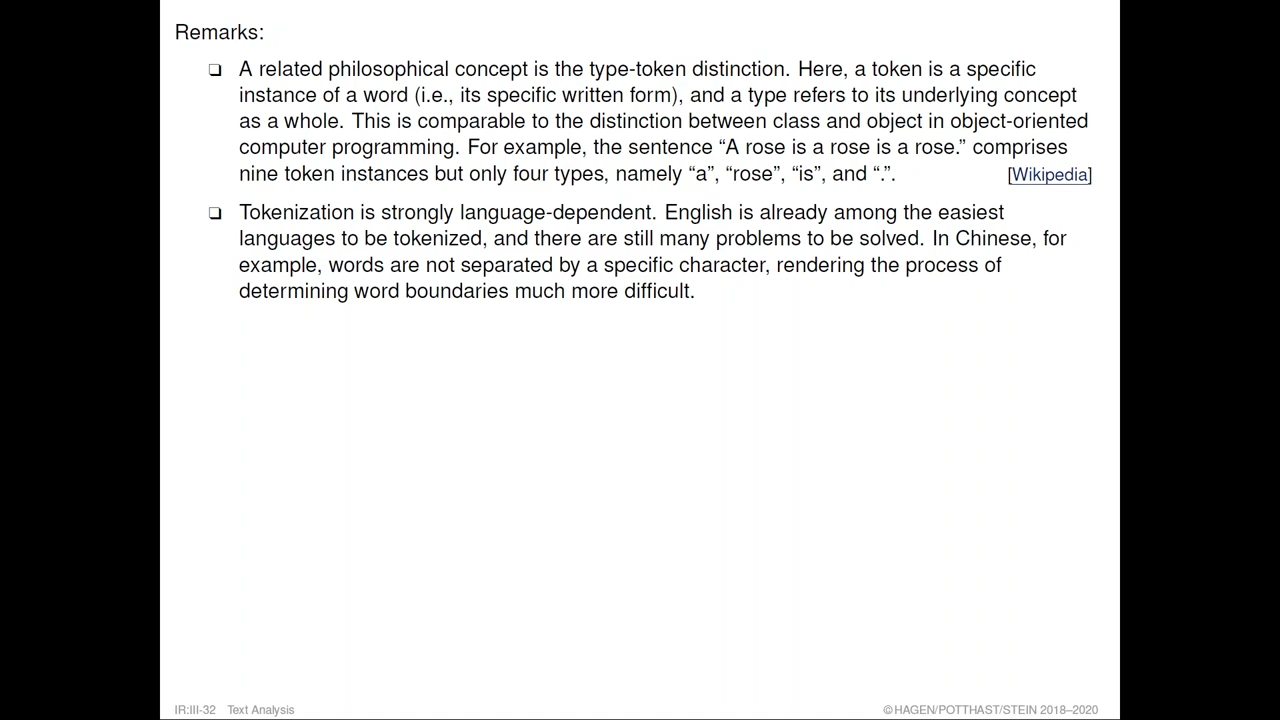 Remarks:
❑ A related philosophical concept is the type-token distinction. Here, a token is a specific
instance of a word (i.e., its specific written form), and a type refers to its underlying concept
as a whole. This is comparable to the distinction between class and object in object-oriented
computer programming. For example, the sentence “A rose is a rose is a rose.” comprises
nine token instances but only four types, namely “a”, “rose”, “is”, and “.”. [Wikipedia]
❑ Tokenization is strongly language-dependent. English is already among the easiest
languages to be tokenized, and there are still many problems to be solved. In Chinese, for
example, words are not separated by a specific character, rendering the process of
determining word boundaries much more difficult.
IR:III-32 Text Analysis ©HAGEN/POTTHAST/STEIN 2018–2020